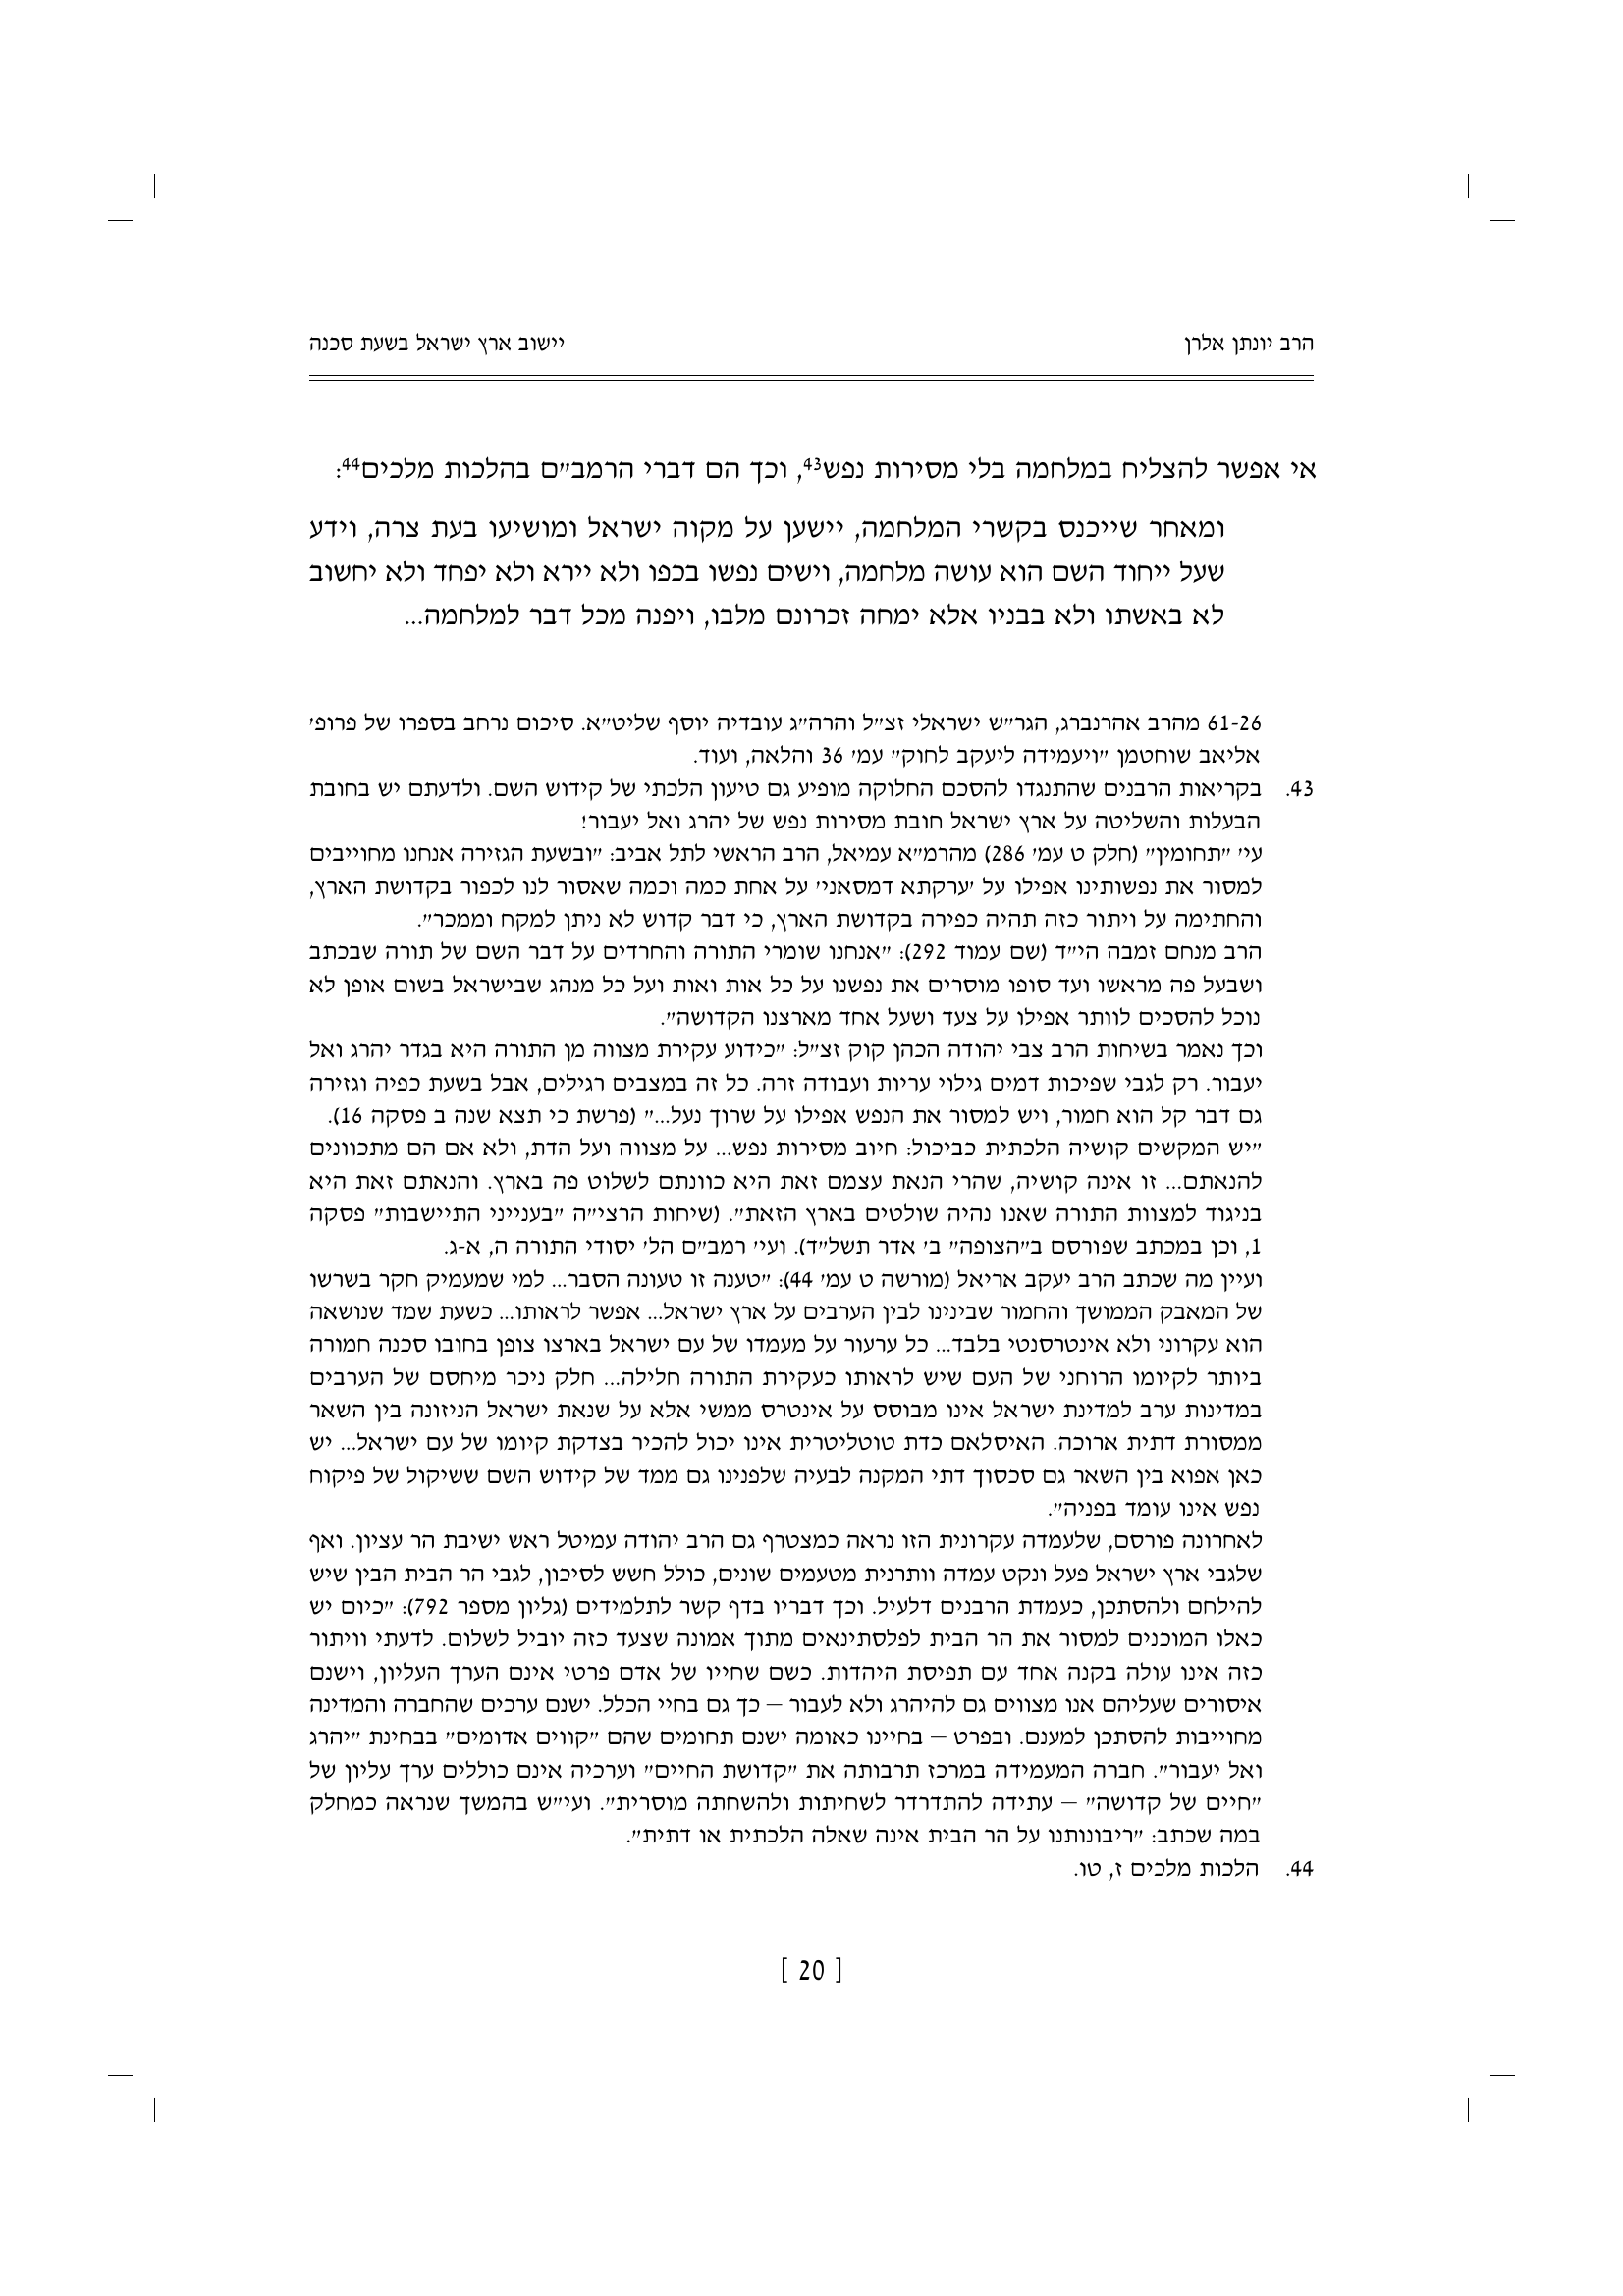 הרב יונתן אלרן
יישוב ארץ ישראל בשעת סכנה
אי אפשר להצליח במלחמה בלי מסירות נפש43, וכך הם דברי הרמב״ם בהלכות מלכים44:
ומאחר שייכנס בקשרי המלחמה, יישען על מקוה ישראל ומושיעו בעת צרה, וידע
שעל ייחוד השם הוא עושה מלחמה, וישים נפשו בכפו ולא יירא ולא יפחד ולא יחשוב
לא באשתו ולא בבניו אלא ימחה זכרונם מלבו, ויפנה מכל דבר למלחמה...
61-26 מהרב אהרנברג, הגר״ש ישראלי זצ״ל והרה״ג עובדיה יוסף שליט״א. סיכום נרחב בספרו של פרופ׳
אליאב שוחטמן ״ויעמידה ליעקב לחוק״ עמ׳ 36 והלאה, ועוד.
43. בקריאות הרבנים שהתנגדו להסכם החלוקה מופיע גם טיעון הלכתי של קידוש השם. ולדעתם יש בחובת
הבעלות והשליטה על ארץ ישראל חובת מסירות נפש של יהרג ואל יעבור!
עי׳ ״תחומין״ (חלק ט עמ׳ 286) מהרמ״א עמיאל, הרב הראשי לתל אביב: ״ובשעת הגזירה אנחנו מחוייבים
למסור את נפשותינו אפילו על ׳ערקתא דמסאני׳ על אחת כמה וכמה שאסור לנו לכפור בקדושת הארץ,
והחתימה על ויתור כזה תהיה כפירה בקדושת הארץ, כי דבר קדוש לא ניתן למקח וממכר״.
הרב מנחם זמבה הי״ד (שם עמוד 292): ״אנחנו שומרי התורה והחרדים על דבר השם של תורה שבכתב
ושבעל פה מראשו ועד סופו מוסרים את נפשנו על כל אות ואות ועל כל מנהג שבישראל בשום אופן לא
נוכל להסכים לוותר אפילו על צעד ושעל אחד מארצנו הקדושה״.
וכך נאמר בשיחות הרב צבי יהודה הכהן קוק זצ״ל: ״כידוע עקירת מצווה מן התורה היא בגדר יהרג ואל
יעבור. רק לגבי שפיכות דמים גילוי עריות ועבודה זרה. כל זה במצבים רגילים, אבל בשעת כפיה וגזירה
גם דבר קל הוא חמור, ויש למסור את הנפש אפילו על שרוך נעל...״ (פרשת כי תצא שנה ב פסקה 16).
״יש המקשים קושיה הלכתית כביכול: חיוב מסירות נפש... על מצווה ועל הדת, ולא אם הם מתכוונים
להנאתם... זו אינה קושיה, שהרי הנאת עצמם זאת היא כוונתם לשלוט פה בארץ. והנאתם זאת היא
בניגוד למצוות התורה שאנו נהיה שולטים בארץ הזאת״. (שיחות הרצי״ה ״בענייני התיישבות״ פסקה
1, וכן במכתב שפורסם ב״הצופה״ ב׳ אדר תשל״ד). ועי׳ רמב״ם הל׳ יסודי התורה ה, א-ג.
ועיין מה שכתב הרב יעקב אריאל (מורשה ט עמ׳ 44): ״טענה זו טעונה הסבר... למי שמעמיק חקר בשרשו
של המאבק הממושך והחמור שבינינו לבין הערבים על ארץ ישראל... אפשר לראותו... כשעת שמד שנושאה
הוא עקרוני ולא אינטרסנטי בלבד... כל ערעור על מעמדו של עם ישראל בארצו צופן בחובו סכנה חמורה
ביותר לקיומו הרוחני של העם שיש לראותו כעקירת התורה חלילה... חלק ניכר מיחסם של הערבים
במדינות ערב למדינת ישראל אינו מבוסס על אינטרס ממשי אלא על שנאת ישראל הניזונה בין השאר
ממסורת דתית ארוכה. האיסלאם כדת טוטליטרית אינו יכול להכיר בצדקת קיומו של עם ישראל... יש
כאן אפוא בין השאר גם סכסוך דתי המקנה לבעיה שלפנינו גם ממד של קידוש השם ששיקול של פיקוח
נפש אינו עומד בפניה״.
לאחרונה פורסם, שלעמדה עקרונית הזו נראה כמצטרף גם הרב יהודה עמיטל ראש ישיבת הר עציון. ואף
שלגבי ארץ ישראל פעל ונקט עמדה וותרנית מטעמים שונים, כולל חשש לסיכון, לגבי הר הבית הבין שיש
להילחם ולהסתכן, כעמדת הרבנים דלעיל. וכך דבריו בדף קשר לתלמידים (גליון מספר 792): ״כיום יש
כאלו המוכנים למסור את הר הבית לפלסתינאים מתוך אמונה שצעד כזה יוביל לשלום. לדעתי וויתור
כזה אינו עולה בקנה אחד עם תפיסת היהדות. כשם שחייו של אדם פרטי אינם הערך העליון, וישנם
איסורים שעליהם אנו מצווים גם להיהרג ולא לעבור – כך גם בחיי הכלל. ישנם ערכים שהחברה והמדינה
מחוייבות להסתכן למענם. ובפרט – בחיינו כאומה ישנם תחומים שהם ״קווים אדומים״ בבחינת ״יהרג
ואל יעבור״. חברה המעמידה במרכז תרבותה את ״קדושת החיים״ וערכיה אינם כוללים ערך עליון של
״חיים של קדושה״ – עתידה להתדרדר לשחיתות ולהשחתה מוסרית״. ועי״ש בהמשך שנראה כמחלק
במה שכתב: ״ריבונותנו על הר הבית אינה שאלה הלכתית או דתית״.
44. הלכות מלכים ז, טו.
[ 20 ]